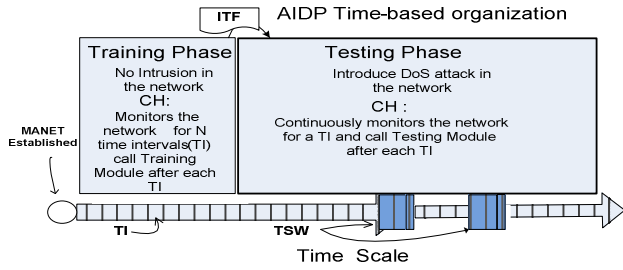 ITF
AIDP Time-based organization
Training Phase
No Intrusion in
the network
CH:
Monitors the
network for N
time intervals(TI)
call Training
Module after each
TI
Testing Phase
Introduce DoS attack in
the network
CH :
Continuously monitors the network
for a TI and call Testing Module
after each TI
MANET
Established
TI
TSW
Time Scale